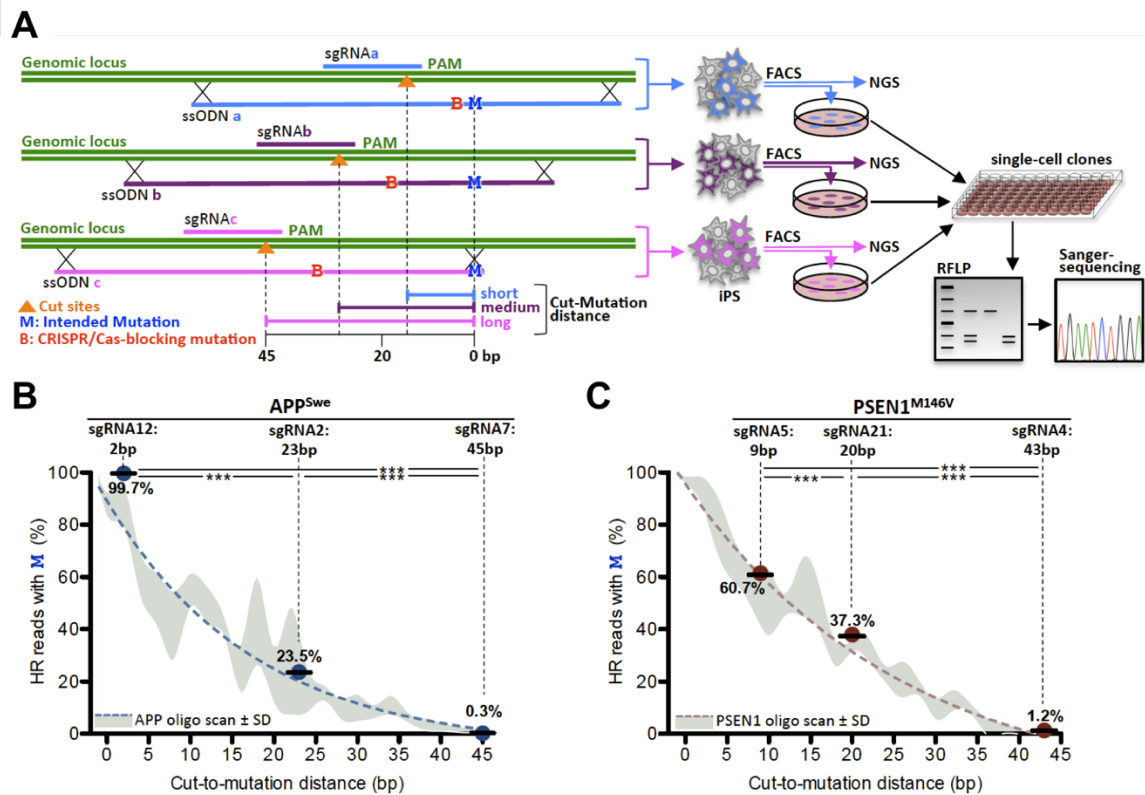 A
Genomic locus
sgRNAa
PAM
B M
ssODN a
FACS
NGS
Genomic locus
sgRNAb
PAM
B M
ssODN b
FACS
NGS
single-cell clones
Genomic locus
sgRNAc
PAM
B M
ssODN c
FACS
NGS
iPS
RFLP
Sanger-
sequencing
Cut sites
M: Intended Mutation
B: CRISPR/Cas-blocking mutation
short
medium
long
Cut-Mutation
distance
45 20 0 bp
B
APPSwe
sgRNA12: sgRNA2: sgRNA7:
2bp 23bp 45bp
***
*** ***
HR reads with M (%)
100
80
60
40
20
0
99.7%
23.5%
0.3%
APP oligo scan ± SD
0 5 10 15 20 25 30 35 40 45
Cut-to-mutation distance (bp)
C
PSEN1M146V
sgRNA5: sgRNA21: sgRNA4:
9bp 20bp 43bp
***
*** ***
HR reads with M (%)
100
80
60
40
20
0
60.7%
37.3%
1.2%
PSEN1 oligo scan ± SD
0 5 10 15 20 25 30 35 40 45
Cut-to-mutation distance (bp)